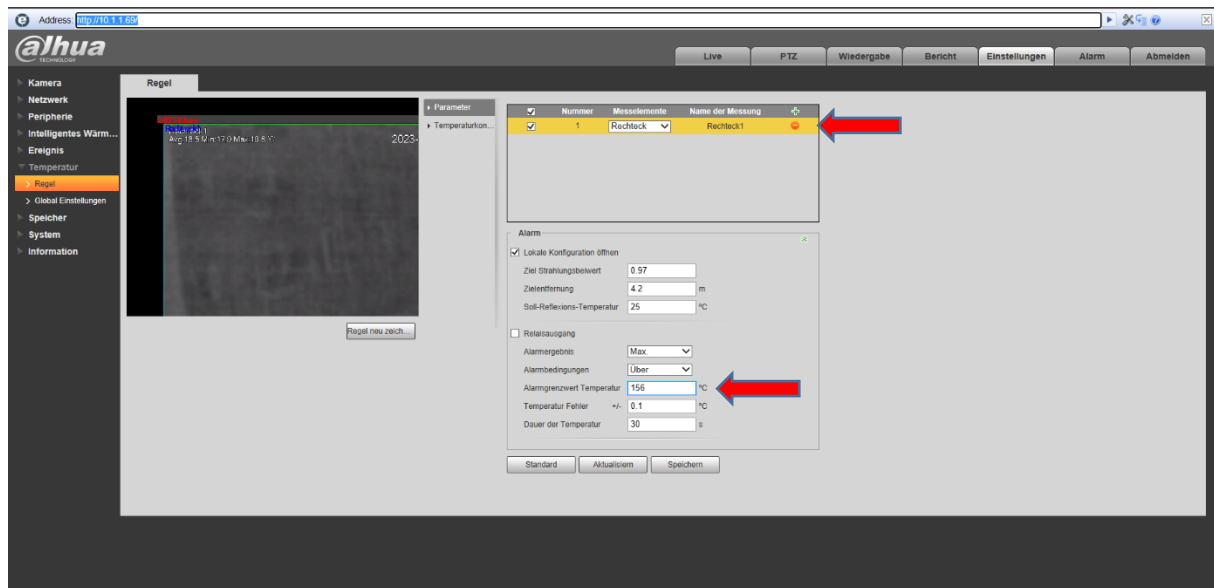 Address http://10.1.1.69/
alhua
TECHNOLOGY
Live PTZ Wiedergabe Bericht Einstellungen Alarm Abmelden
Kamera
Netzwerk
Peripherie
Intelligentes Wärm...
Ereignis
Temperatur
Regel
Global Einstellungen
Speicher
System
Information
Regel
2023-
Regel neu zeich...
Parameter
Temperaturkon...
Nummer Messelemente Name der Messung
1 Rechteck Rechteck1
Alarm
Lokale Konfiguration öffnen
Ziel Strahlungsbeiwert 0.97
Zielentfernung 4.2 m
Soll-Reflexions-Temperatur 25 °C
Relaisausgang
Alarmergebnis Max.
Alarmbedingungen Über
Alarmgrenzwert Temperatur 156 °C
Temperatur Fehler +/- 0.1 °C
Dauer der Temperatur 30 s
Standard Aktualisiern Speichern